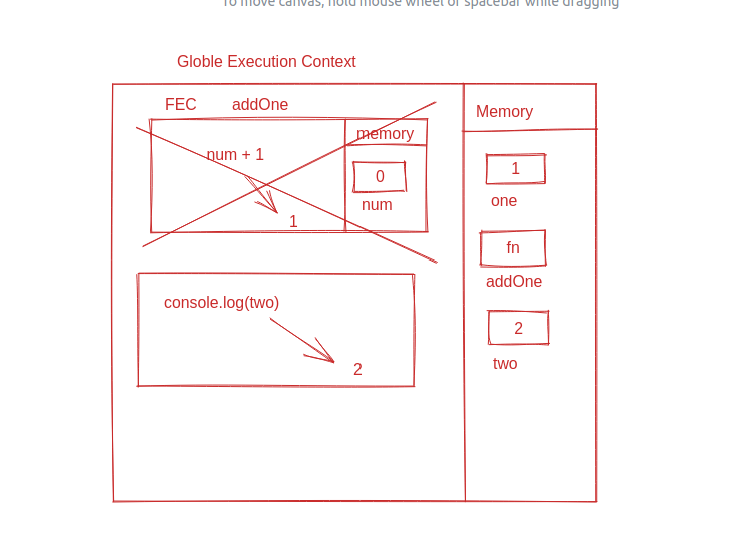 To move canvas, hold mouse wheel or spacebar while dragging
Globle Execution Context
FEC addOne
Memory
memory
num + 1
1
0
one
num
1
fn
addOne
console.log(two)
2
2
two